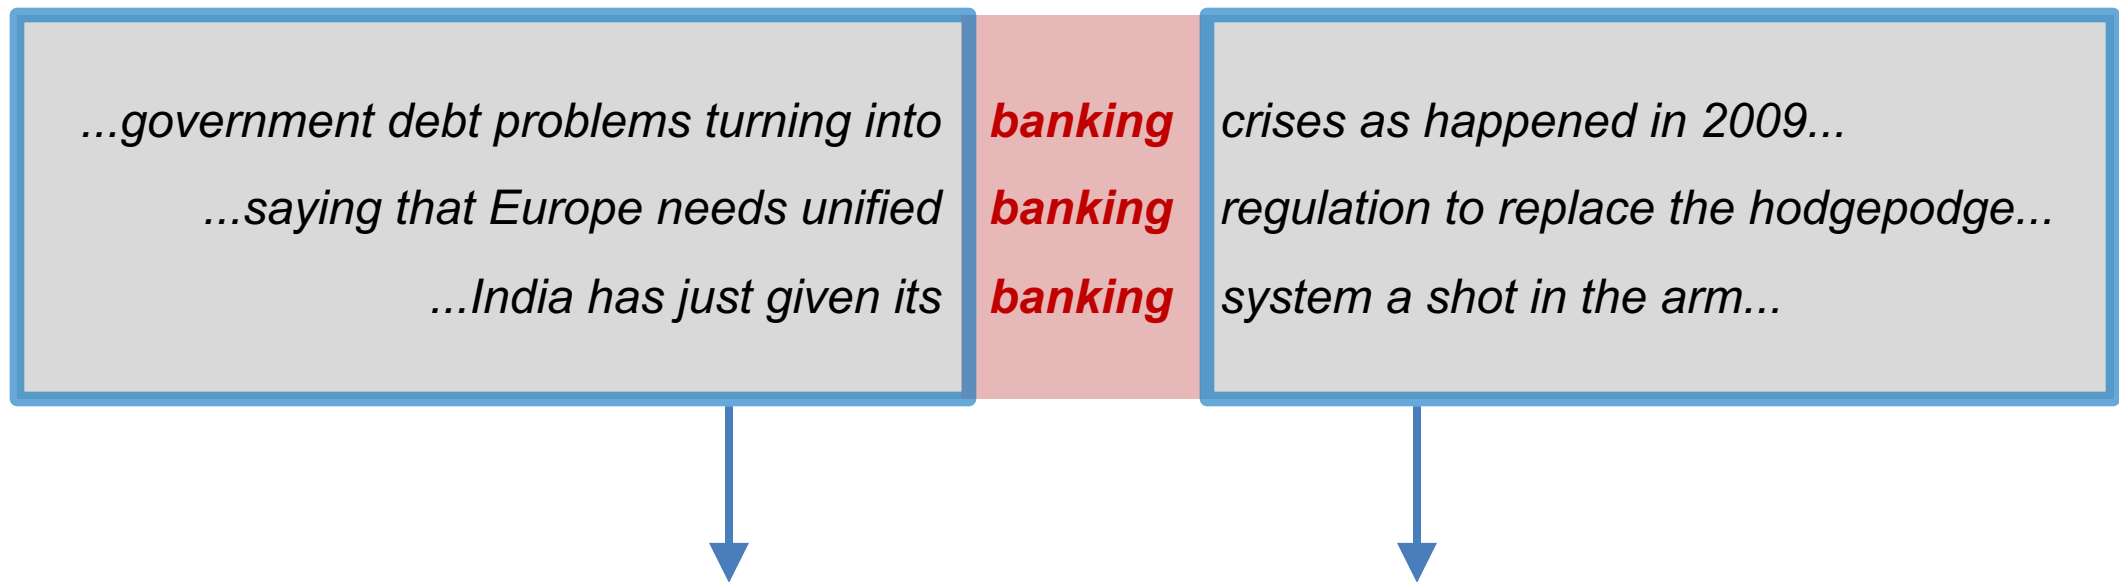 ...government debt problems turning into banking crises as happened in 2009...
...saying that Europe needs unified banking regulation to replace the hodgepodge...
...India has just given its banking system a shot in the arm...